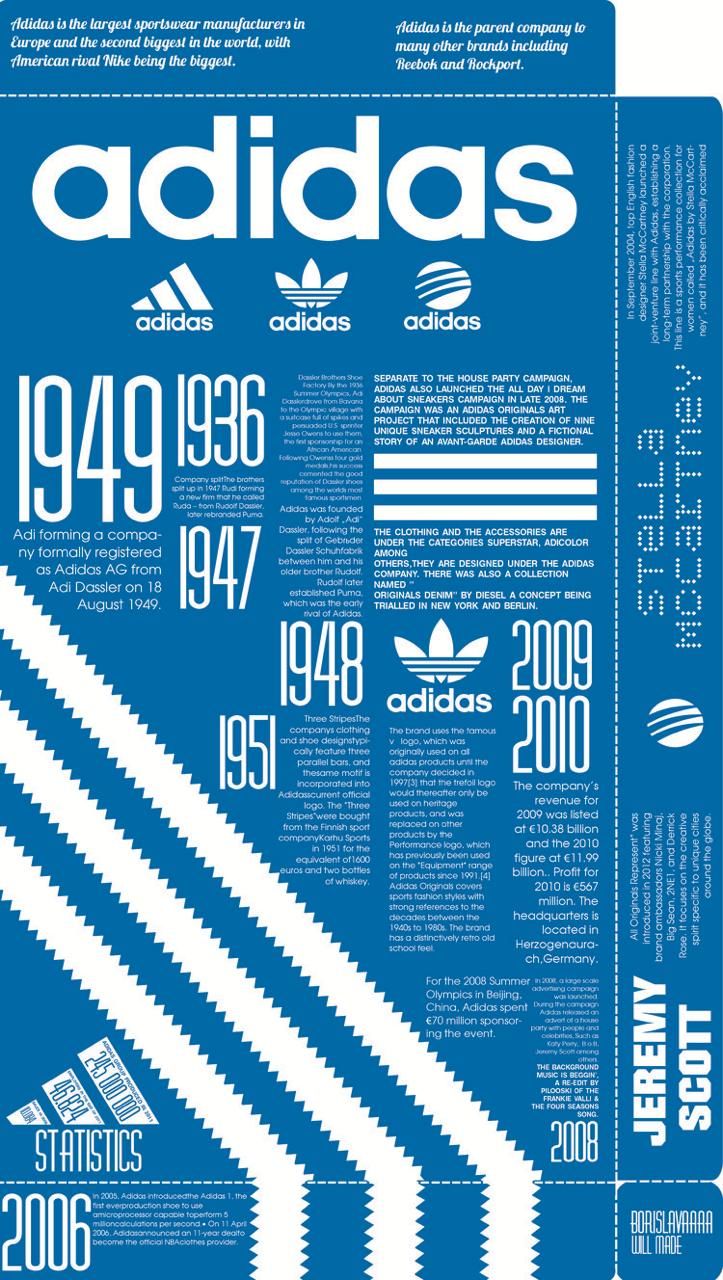 Adidas is the largest sportswear manufacturers in
Europe and the second biggest in the world, with
American rival Nike being the biggest.
Adidas is the parent company to
many other brands including
Reebok and Rockport.
adidas
adidas
adidas
adidas
1949
Adi forming a compa-
ny formally registered
as Adidas AG from
Adi Dassler on 18
August 1949.
1936
Company splitThe brothers
split up in 1947 Rudi forming
a new firm that he called
Ruda – from Rudolf Dassler,
later rebranded Puma.
1947
Dassler Brothers Shoe
Factory By the 1936
Summer Olympics, Adi
Dasslerdrove from Bavaria
to the Olympic village with
a suitcase full of spikes and
persuaded U.S. sprinter
Jesse Owens to use them,
the first sponsorship for an
African American.
Following Owenss four gold
medals,his success
cemented the good
reputation of Dassler shoes
among the worlds most
famous sportsmen.
Adidas was founded
by Adolf „Adi"
Dassler, following the
split of Gebrьder
Dassler Schuhfabrik
between him and his
older brother Rudolf.
Rudolf later
established Puma,
which was the early
rival of Adidas.
SEPARATE TO THE HOUSE PARTY CAMPAIGN,
ADIDAS ALSO LAUNCHED THE ALL DAY I DREAM
ABOUT SNEAKERS CAMPAIGN IN LATE 2008. THE
CAMPAIGN WAS AN ADIDAS ORIGINALS ART
PROJECT THAT INCLUDED THE CREATION OF NINE
UNIQUE SNEAKER SCULPTURES AND A FICTIONAL
STORY OF AN AVANT-GARDE ADIDAS DESIGNER.
THE CLOTHING AND THE ACCESSORIES ARE
UNDER THE CATEGORIES SUPERSTAR, ADICOLOR
AMONG
OTHERS,THEY ARE DESIGNED UNDER THE ADIDAS
COMPANY. THERE WAS ALSO A COLLECTION
NAMED "
ORIGINALS DENIM" BY DIESEL A CONCEPT BEING
TRIALLED IN NEW YORK AND BERLIN.
1948
1951
Three StripesThe
companys clothing
and shoe designstypi-
cally feature three
parallel bars, and
thesame motif is
incorporated into
Adidasscurrent official
logo. The "Three
Stripes"were bought
from the Finnish sport
companyKarhu Sports
in 1951 for the
equivalent of1600
euros and two bottles
of whiskey.
adidas
The brand uses the famous
v logo, which was
originally used on all
adidas products until the
company decided in
1997[3] that the trefoil logo
would thereafter only be
used on heritage
products, and was
replaced on other
products by the
Performance logo, which
has previously been used
on the "Equipment" range
of products since 1991.[4]
Adidas Originals covers
sports fashion styles with
strong references to the
decades between the
1940s to 1980s. The brand
has a distinctively retro old
school feel.
2009
2010
The company's
revenue for
2009 was listed
at €10.38 billion
and the 2010
figure at €11.99
billion.. Profit for
2010 is €567
million. The
headquarters is
located in
Herzogenaura-
ch,Germany.
For the 2008 Summer
Olympics in Beijing,
China, Adidas spent
€70 million sponsor-
ing the event.
In 2008, a large scale
advertising campaign
was launched.
During the campaign
Adidas released an
advert of a house
party with people and
celebrities, Such as
Katy Perry, B.o.B,
Jeremy Scott among
others.
THE BACKGROUND
MUSIC IS BEGGIN',
A RE-EDIT BY
PILOOSKI OF THE
FRANKIE VALLI &
THE FOUR SEASONS
SONG.
2008
ADIDAS GROUP PRODUCED IN 2011
245 000 000
46,824
STATISTICS
2006
In 2005, Adidas introducedthe Adidas 1, the
first everproduction shoe to use
amicroprocessor capable toperform 5
millioncalculations per second • On 11 April
2006, Adidasannounced an 11-year dealto
become the official NBAclothes provider.
In September 2004, top English fashion
designer Stella McCartney launched a
joint-venture line with Adidas, establishing a
long-term partnership with the corporation.
This line is a sports performance collection for
women called „Adidas by Stella McCart-
ney", and it has been critically acclaimed
STELLA
McCARTNEY
All Originals Represent" was
introduced in 2012 featuring
brand ambassadors Nicki Minaj,
Big Sean, 2NE1, and Derrick
Rose. It focuses on the creative
spirit specific to unique cities
around the globe.
JEREMY
SCOTT
BORISLAVAAAA
WILL MADE